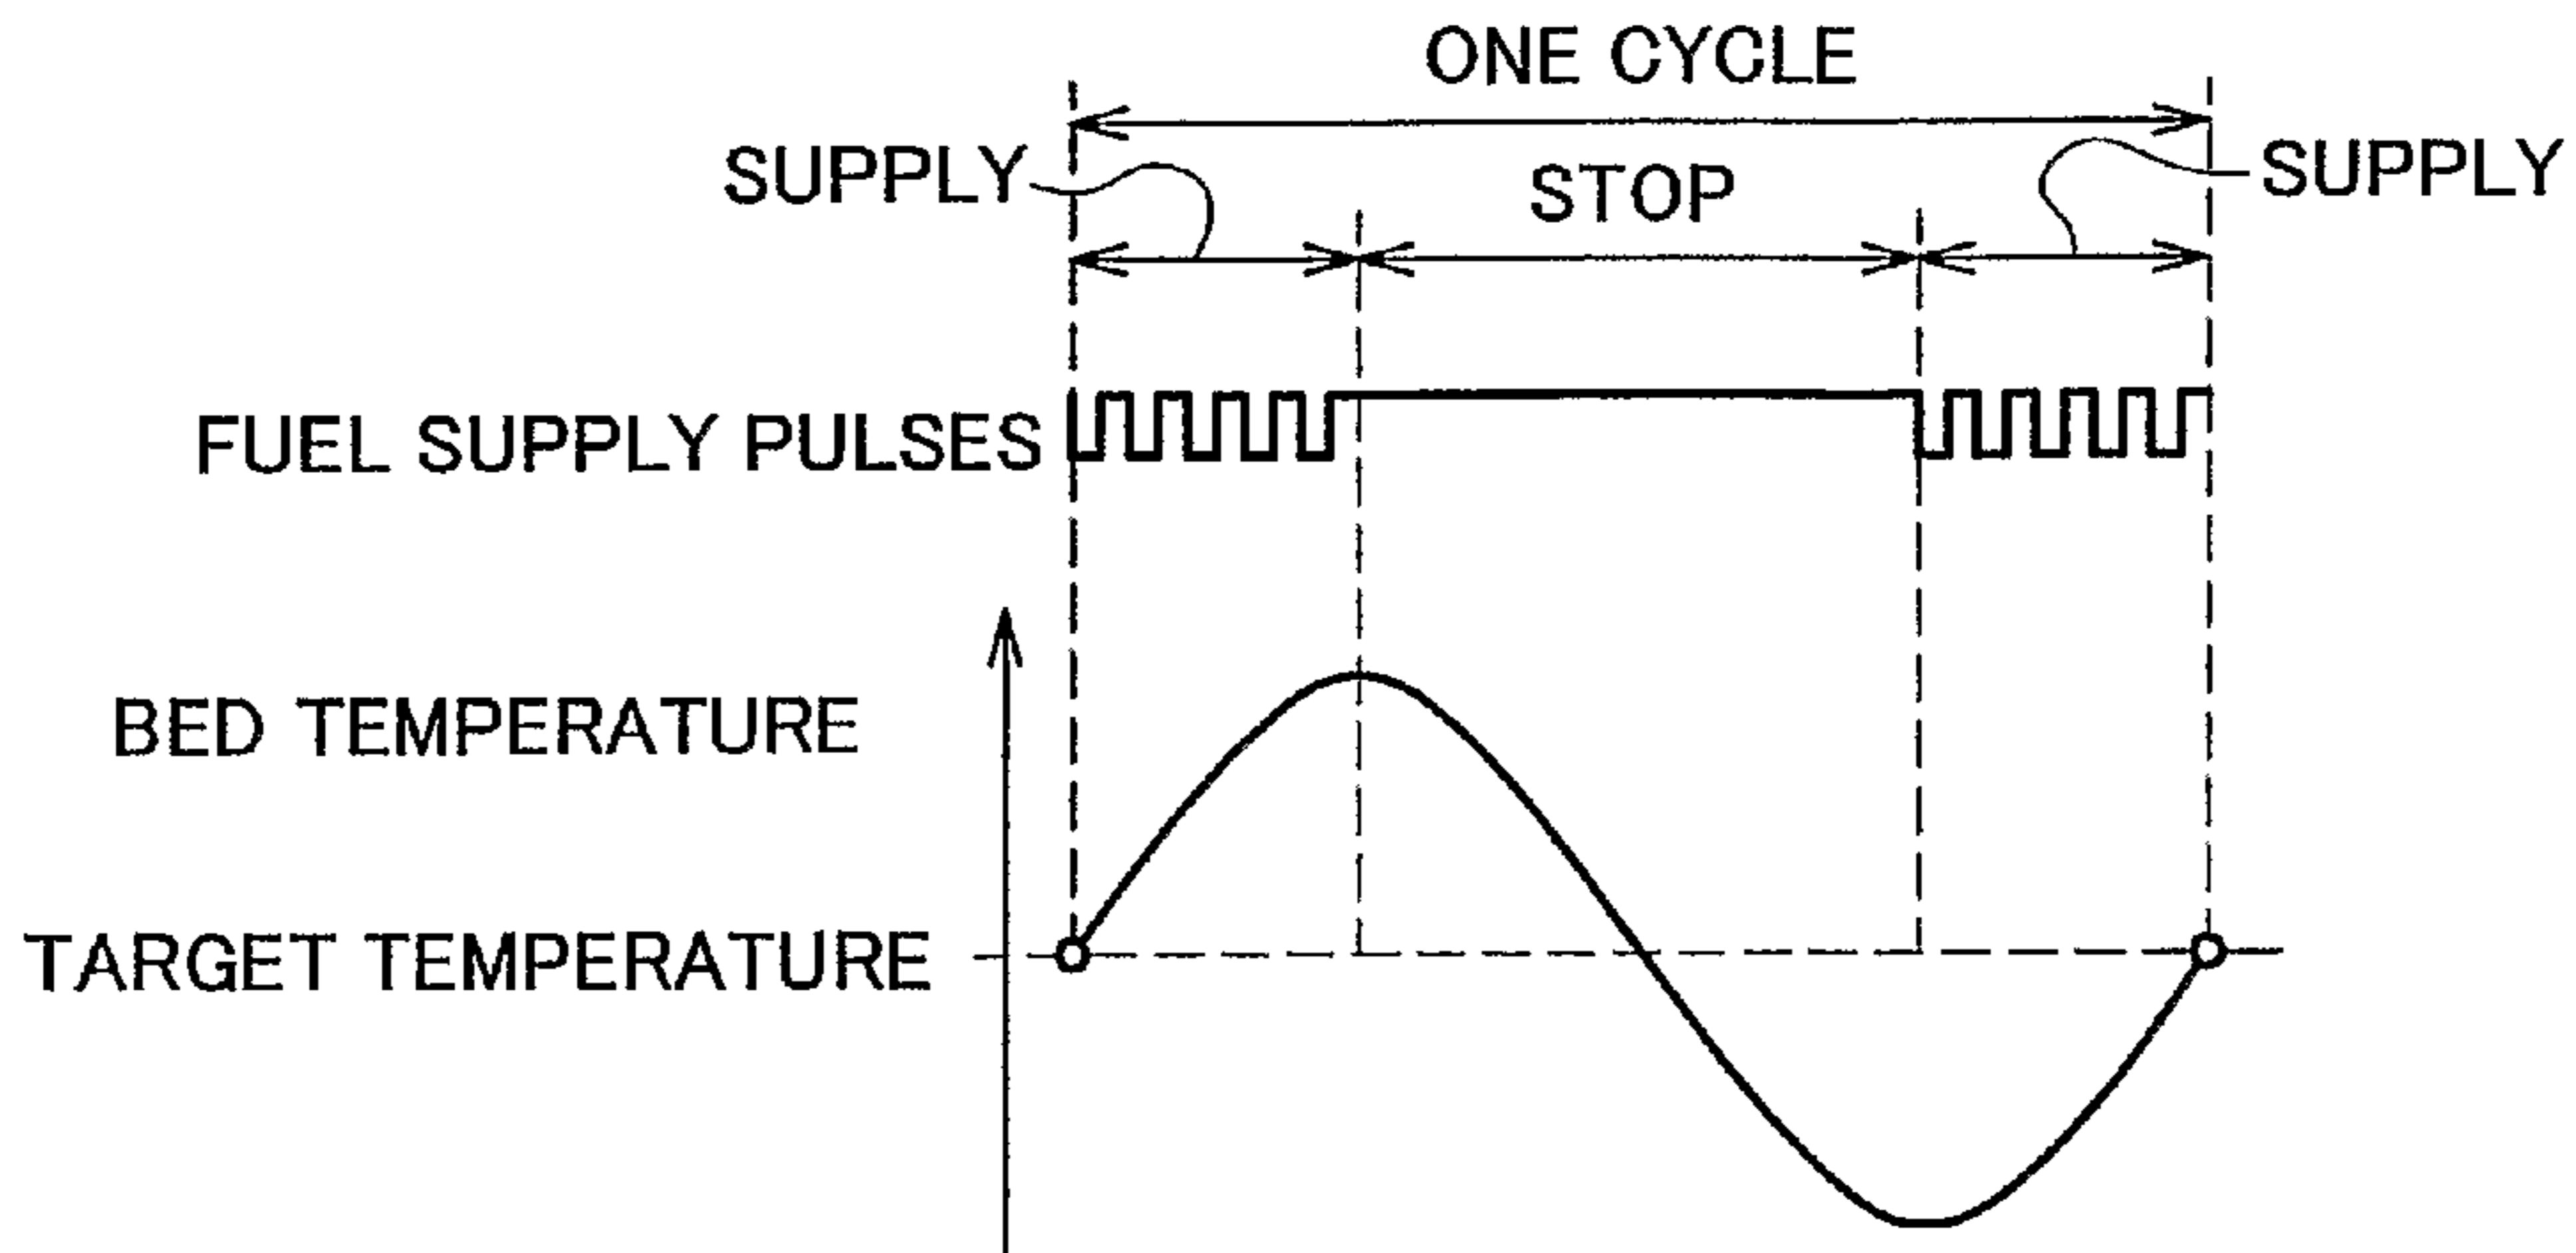 ONE CYCLE
SUPPLY
STOP
SUPPLY
FUEL SUPPLY PULSES
BED TEMPERATURE
TARGET TEMPERATURE